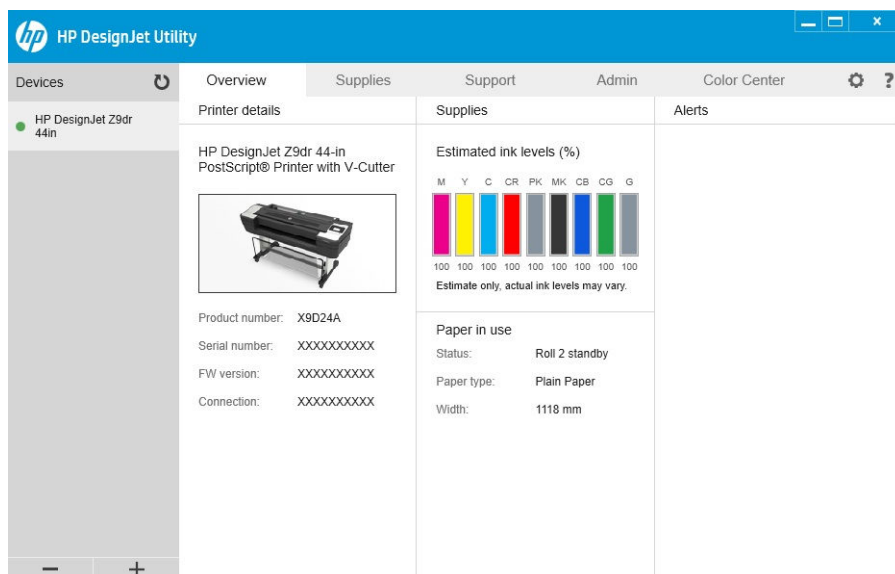 hp HP DesignJet Utility
Devices
HP DesignJet Z9dr
44in
Overview Supplies Support Admin Color Center ?
Printer details
HP DesignJet Z9dr 44-in
PostScript® Printer with V-Cutter
Product number: X9D24A
Serial number: XXXXXXXXXX
FW version: XXXXXXXXXX
Connection: XXXXXXXXXX
Supplies
Estimated ink levels (%)
M Y C CR PK MK CB CG G
100 100 100 100 100 100 100 100 100
Estimate only, actual ink levels may vary.
Paper in use
Status: Roll 2 standby
Paper type: Plain Paper
Width: 1118 mm
Alerts